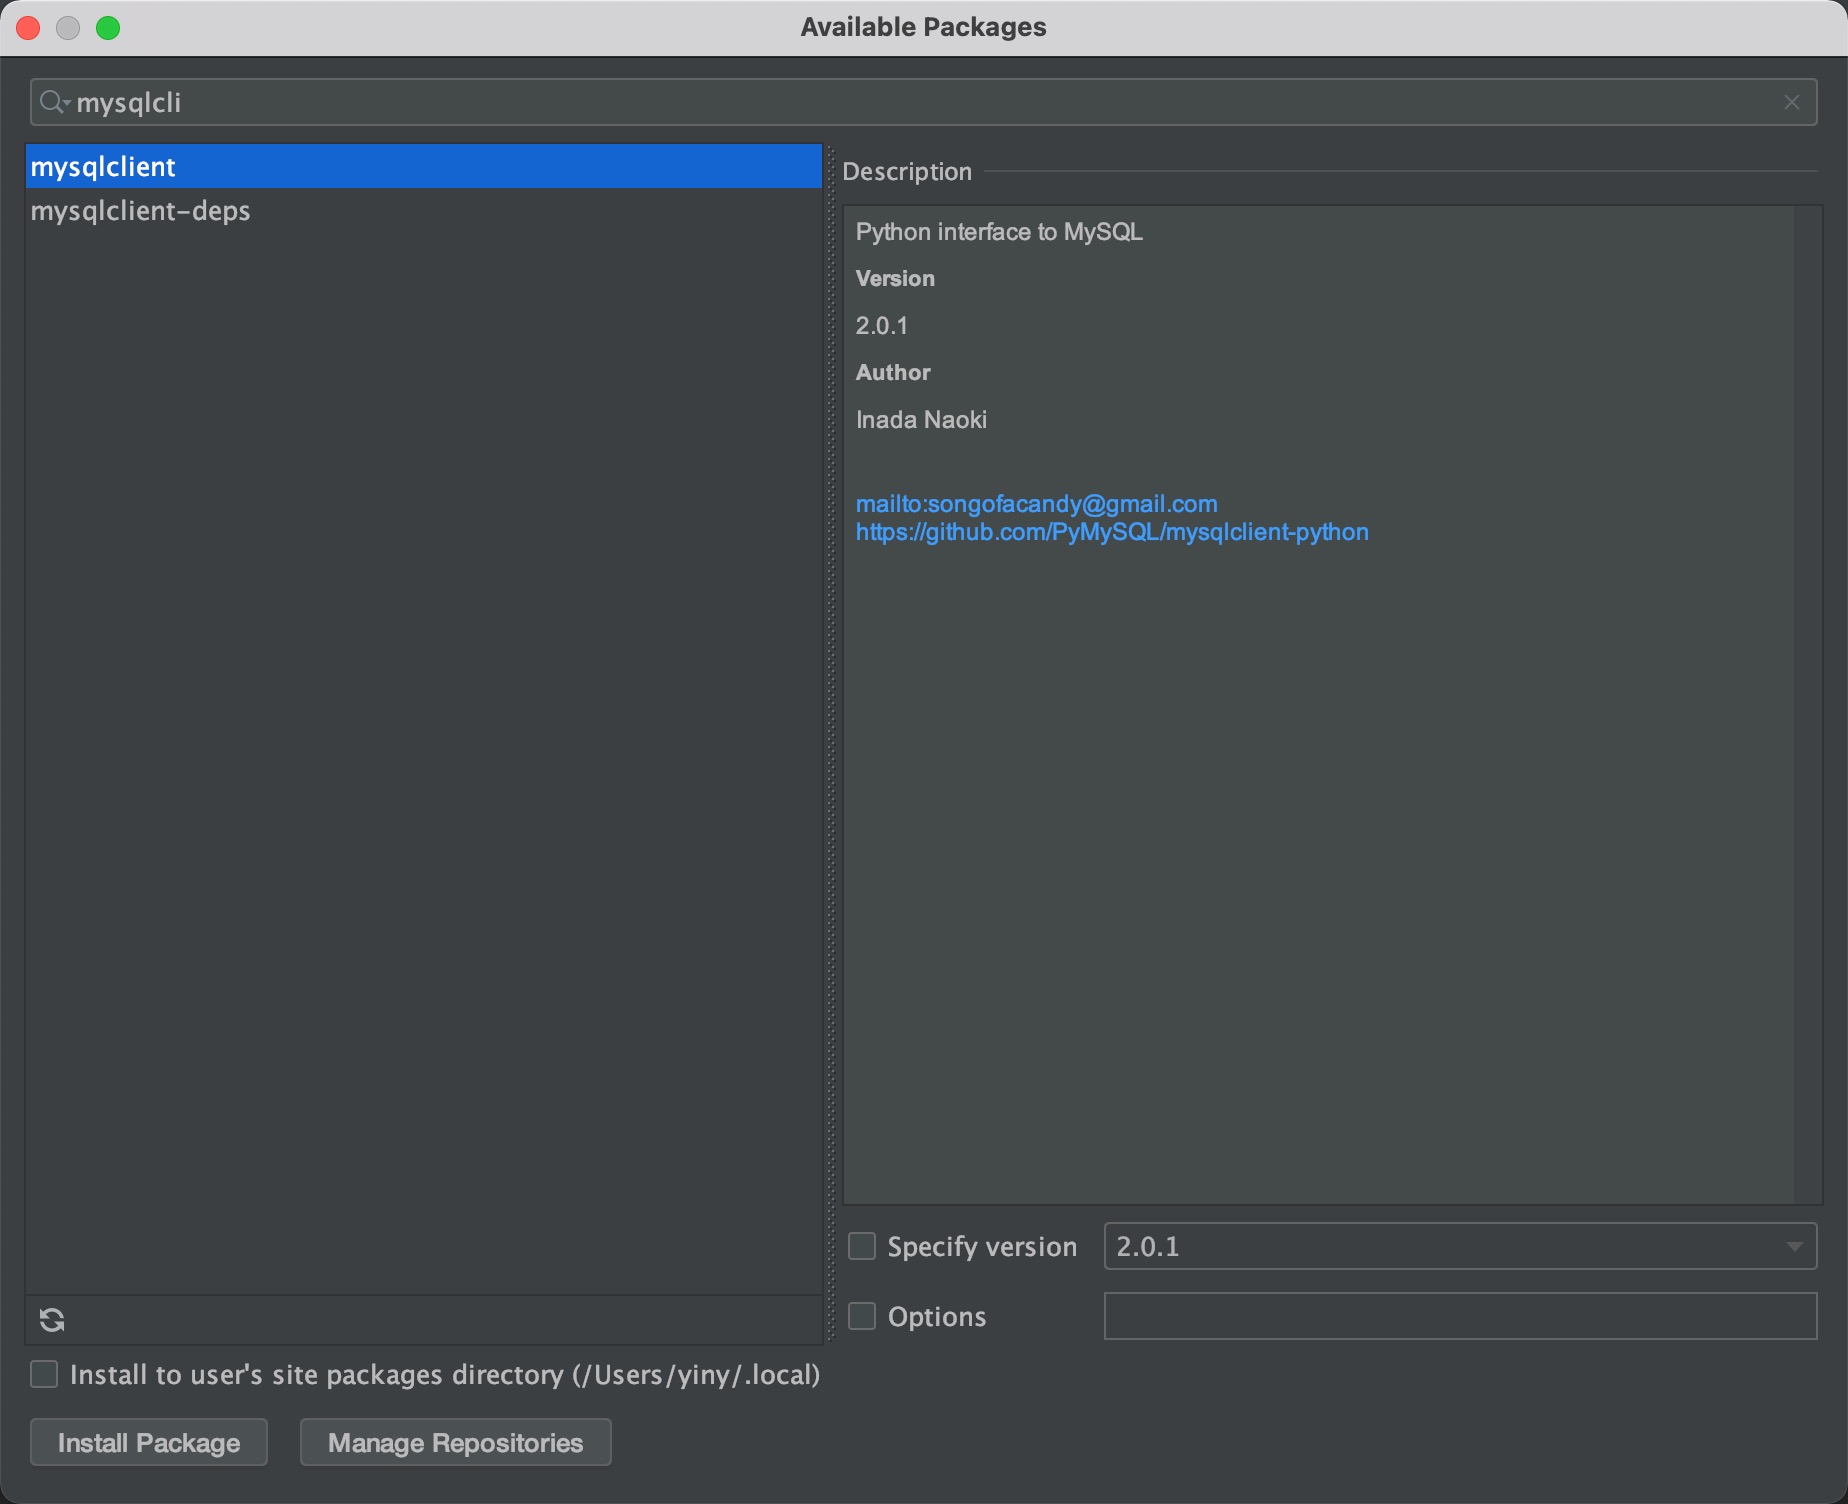 Available Packages
mysqlcli
mysqlclient
mysqlclient-deps
Description
Python interface to MySQL
Version
2.0.1
Author
Inada Naoki
mailto:songofacandy@gmail.com
https://github.com/PyMySQL/mysqlclient-python
Specify version
2.0.1
Options
Install to user's site packages directory (/Users/yiny/.local)
Install Package
Manage Repositories